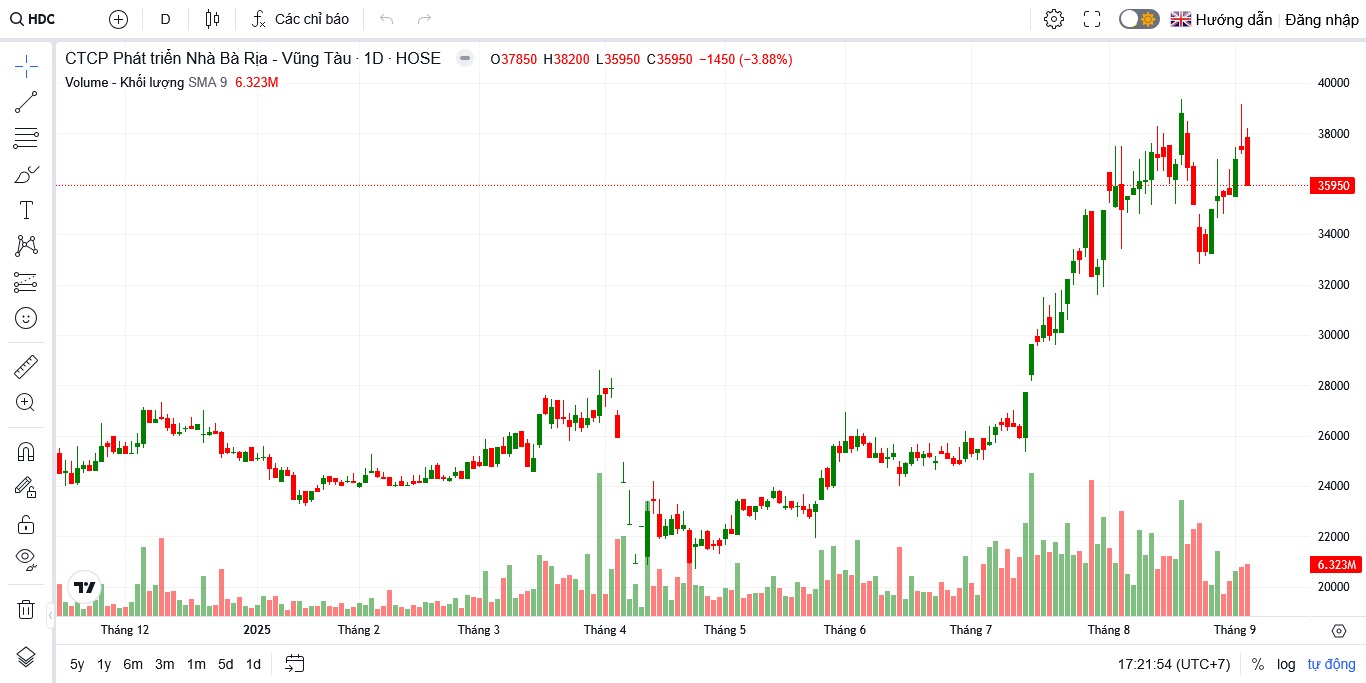 HDC D Các chỉ báo Hướng dẫn Đăng nhập
CTCP Phát triển Nhà Bà Rịa - Vũng Tàu · 1D · HOSE O37850 H38200 L35950 C35950 −1450 (−3.88%)
Volume - Khối lượng SMA 9 6.323M
40000
38000
35950
34000
32000
30000
28000
26000
24000
22000
6.323M
20000
Tháng 12 2025 Tháng 2 Tháng 3 Tháng 4 Tháng 5 Tháng 6 Tháng 7 Tháng 8 Tháng 9
5y 1y 6m 3m 1m 5d 1d 17:21:54 (UTC+7) % log tự động